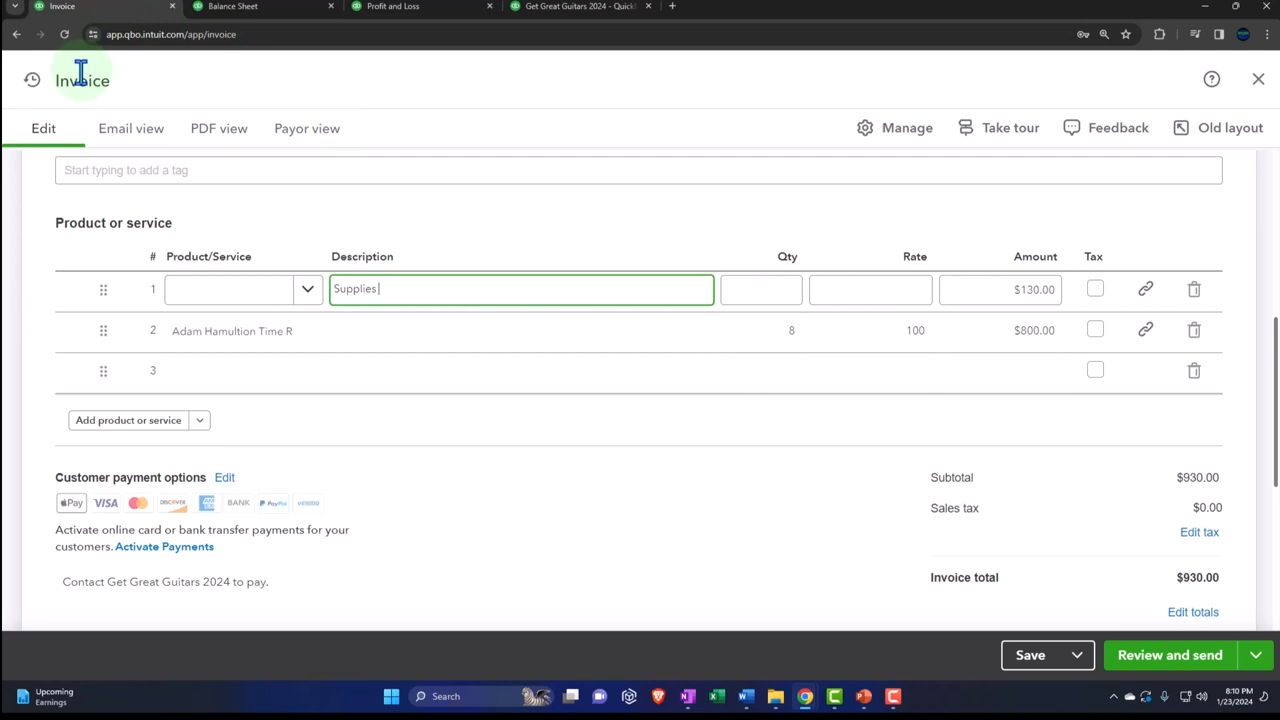 Invoice
Balance Sheet
Profit and Loss
Get Great Guitars 2024 - Quick
app.qbo.intuit.com/app/invoice
Invoice
Edit
Email view
PDF view
Payor view
Manage
Take tour
Feedback
Old layout
Start typing to add a tag
Product or service
# Product/Service Description Qty Rate Amount Tax
1 Supplies $130.00
2 Adam Hamultion Time R 8 100 $800.00
3
Add product or service
Customer payment options Edit
Pay VISA DISCOVER BANK PayPal venmo
Activate online card or bank transfer payments for your
customers. Activate Payments
Contact Get Great Guitars 2024 to pay.
Subtotal $930.00
Sales tax $0.00
Edit tax
Invoice total $930.00
Edit totals
Save
Review and send
Upcoming
Earnings
Search
8:10 PM
1/23/2024